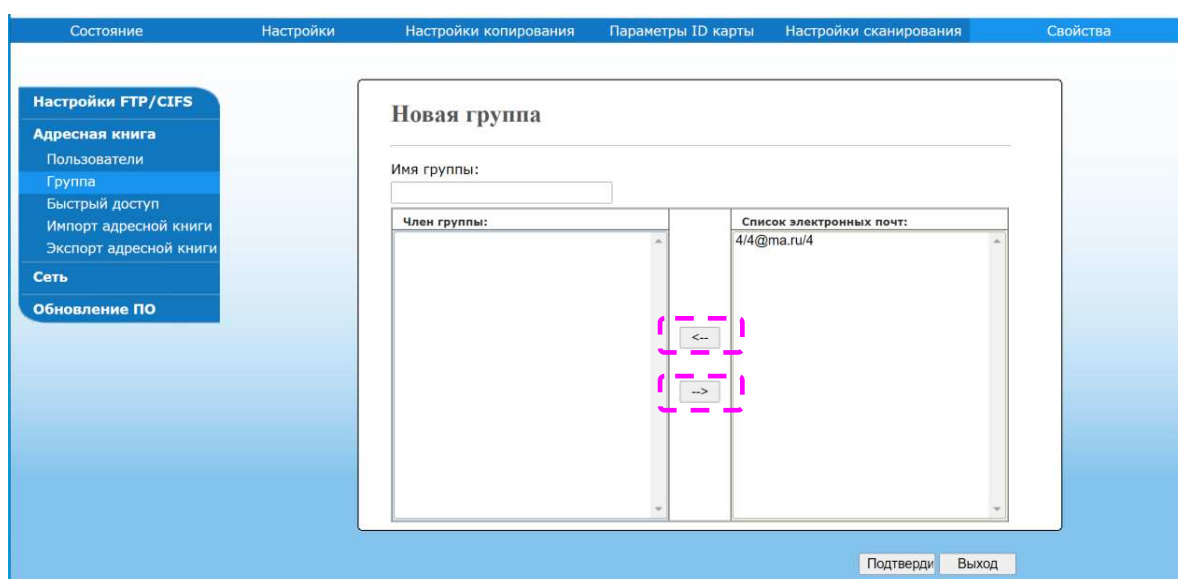 Состояние Настройки Настройки копирования Параметры ID карты Настройки сканирования Свойства
Настройки FTP/CIFS
Адресная книга
Пользователи
Группа
Быстрый доступ
Импорт адресной книги
Экспорт адресной книги
Сеть
Обновление ПО
Новая группа
Имя группы:
Член группы: Список электронных почт:
4/4@ma.ru/4
<--
-->
Подтверди Выход